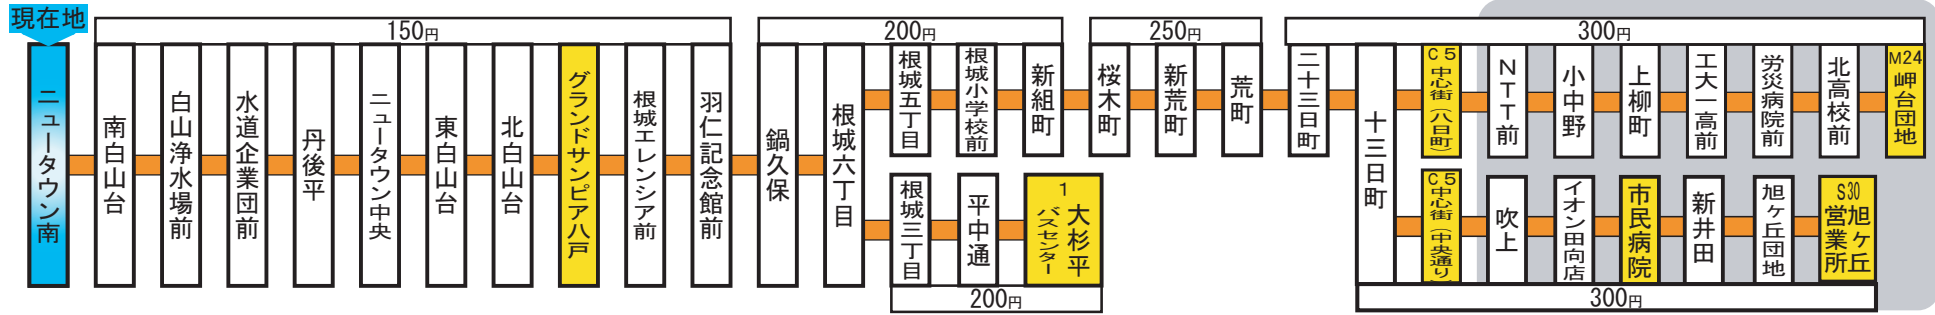 現在地
150円
200円
250円
300円
ニュータウン南
南白山台
白山浄水場前
水道企業団前
丹後平
ニュータウン中央
東白山台
北白山台
グランドサンピア八戸
根城エレンシア前
羽仁記念館前
鍋久保
根城六丁目
根城五丁目
根城小学校前
新組町
桜木町
新荒町
荒町
二十三日町
十三日町
C5
中心街（八日町）
NTT前
小中野
上柳町
工大一高前
労災病院前
北高校前
M24
岬台団地
根城三丁目
平中通
1
大杉平
バスセンター
C5
中心街（中央通り）
吹上
イオン田向店
市民病院
新井田
旭ヶ丘団地
S30
旭ヶ丘
営業所
200円
300円